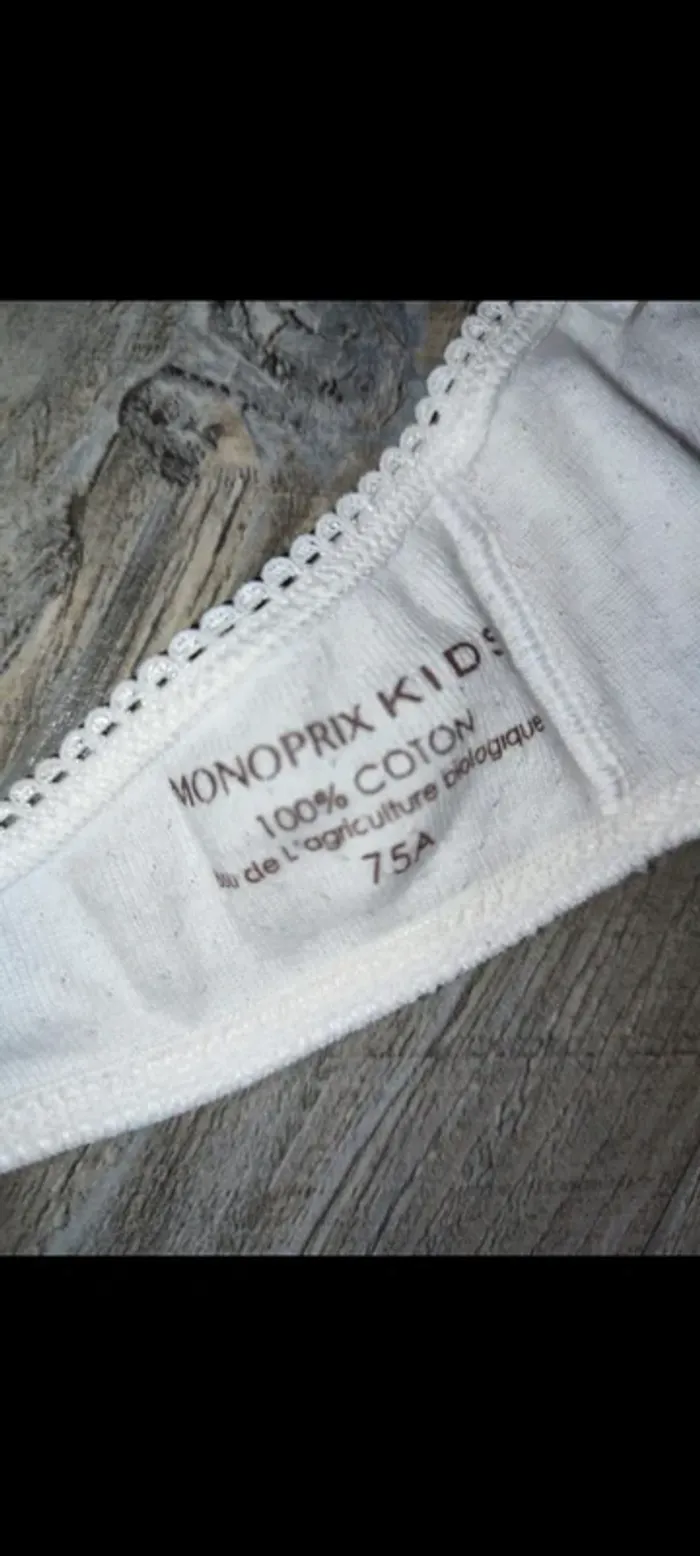 MONOPRIX KIDS
100% COTON
de L'agriculture biologique
75A